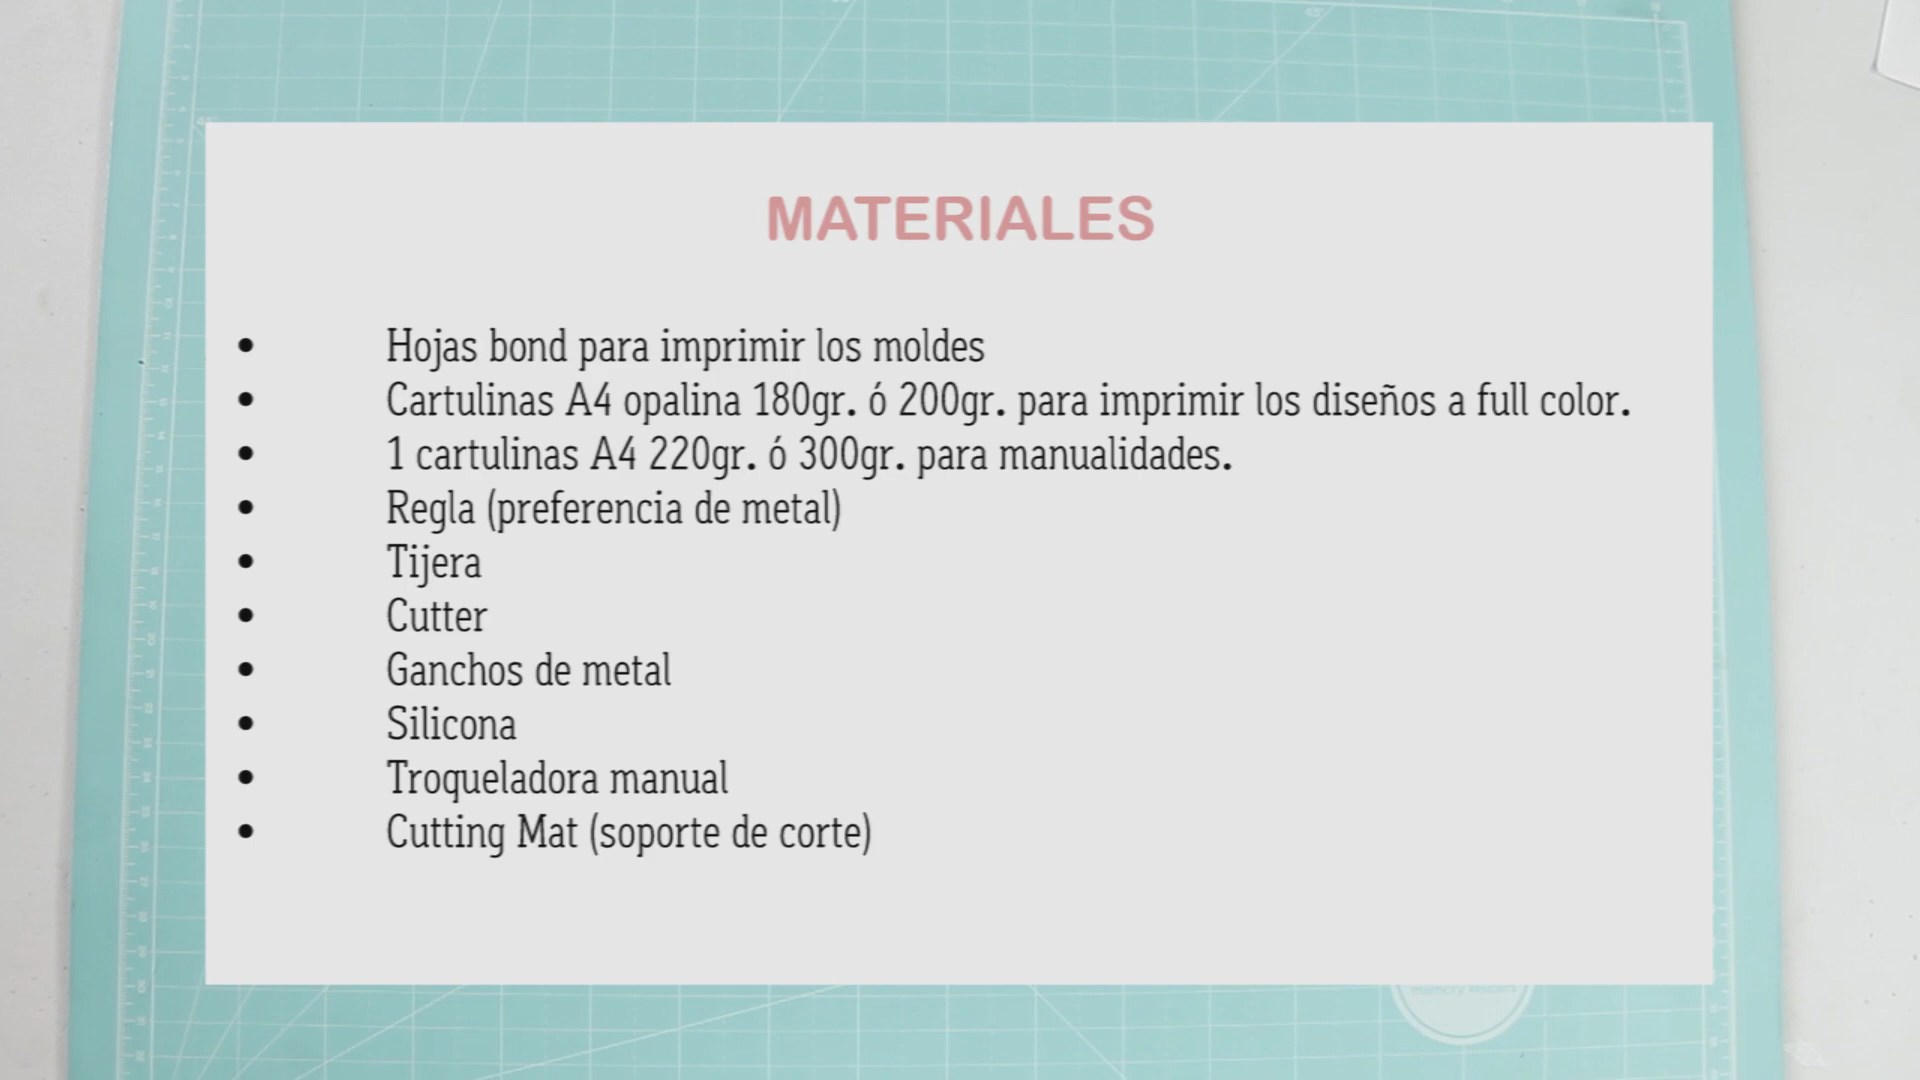 MATERIALES
• Hojas bond para imprimir los moldes
• Cartulinas A4 opalina 180gr. ó 200gr. para imprimir los diseños a full color.
• 1 cartulinas A4 220gr. ó 300gr. para manualidades.
• Regla (preferencia de metal)
• Tijera
• Cutter
• Ganchos de metal
• Silicona
• Troqueladora manual
• Cutting Mat (soporte de corte)